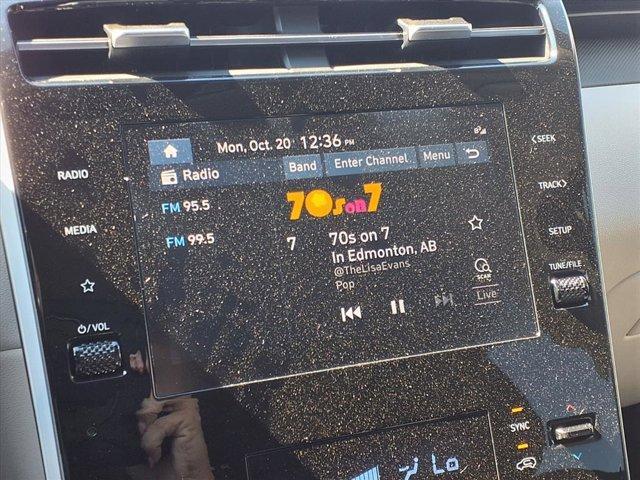 Mon, Oct. 20 12:36 PM
RADIO
Radio
Band
Enter Channel
Menu
< SEEK
FM 95.5
70s on 7
TRACK >
MEDIA
FM 99.5
7
70s on 7
In Edmonton, AB
@TheLisaEvans
Pop
SETUP
SCAN
Live
TUNE/FILE
/VOL
SYNC
LO